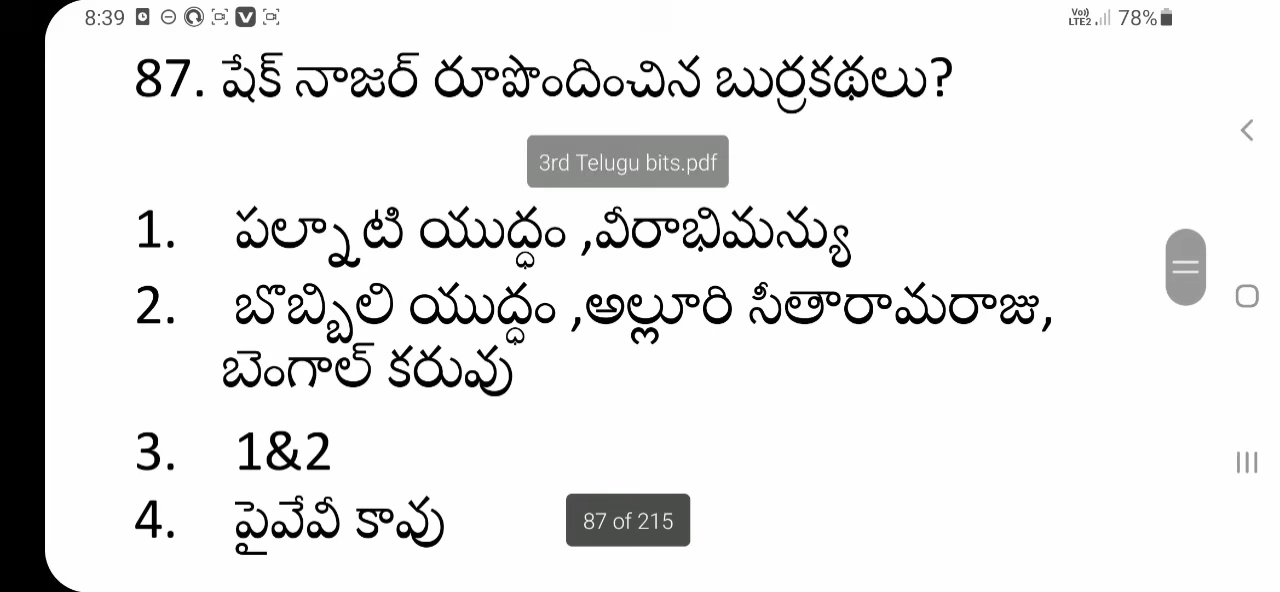 8:39 78%
87. షేక్ నాజర్ రూపొందించిన బుర్రకథలు?
3rd Telugu bits.pdf
1. పల్నాటి యుద్ధం ,వీరాభిమన్యు
2. బొబ్బిలి యుద్ధం ,అల్లూరి సీతారామరాజు,
బెంగాల్ కరువు
3. 1&2
4. పైవేవీ కావు
87 of 215